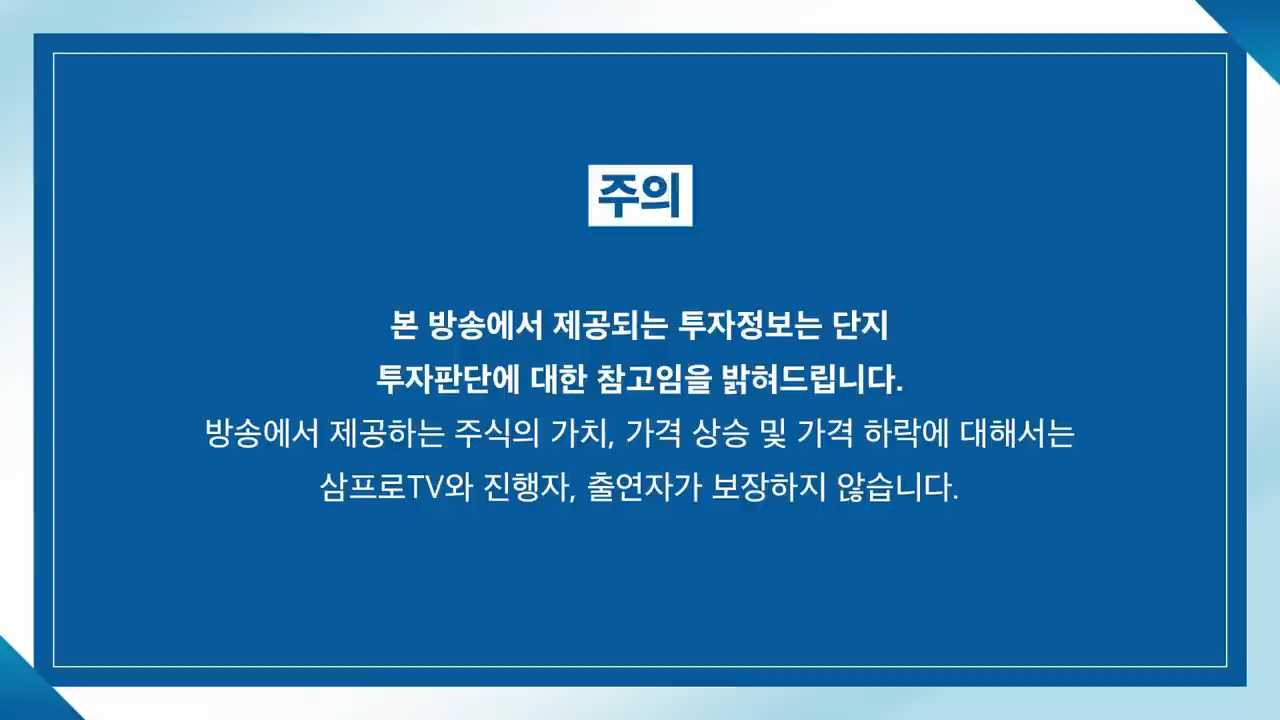 주의
본 방송에서 제공되는 투자정보는 단지
투자판단에 대한 참고임을 밝혀드립니다.
방송에서 제공하는 주식의 가치, 가격 상승 및 가격 하락에 대해서는
삼프로TV와 진행자, 출연자가 보장하지 않습니다.